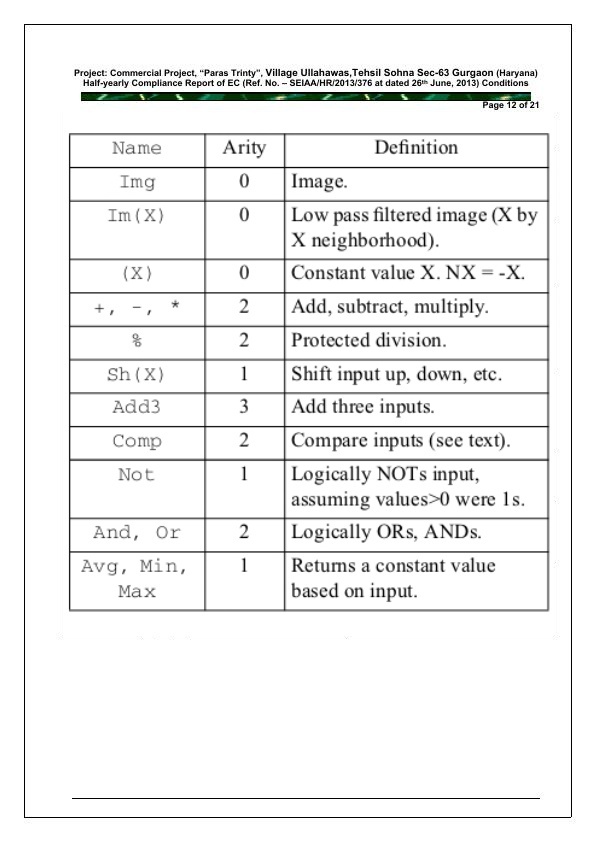 Project: Commercial Project, “Paras Trinty”, Village Ullahawas,Tehsil Sohna Sec-63 Gurgaon (Haryana)
Half-yearly Compliance Report of EC (Ref. No. – SEIAA/HR/2013/376 at dated 26th June, 2013) Conditions
Page 12 of 21
Name Arity Definition
Img 0 Image.
Im(X) 0 Low pass filtered image (X by
X neighborhood).
(X) 0 Constant value X. NX = -X.
+, -, * 2 Add, subtract, multiply.
% 2 Protected division.
Sh(X) 1 Shift input up, down, etc.
Add3 3 Add three inputs.
Comp 2 Compare inputs (see text).
Not 1 Logically NOTs input,
assuming values>0 were 1s.
And, Or 2 Logically ORs, ANDs.
Avg, Min, 1 Returns a constant value
Max based on input.